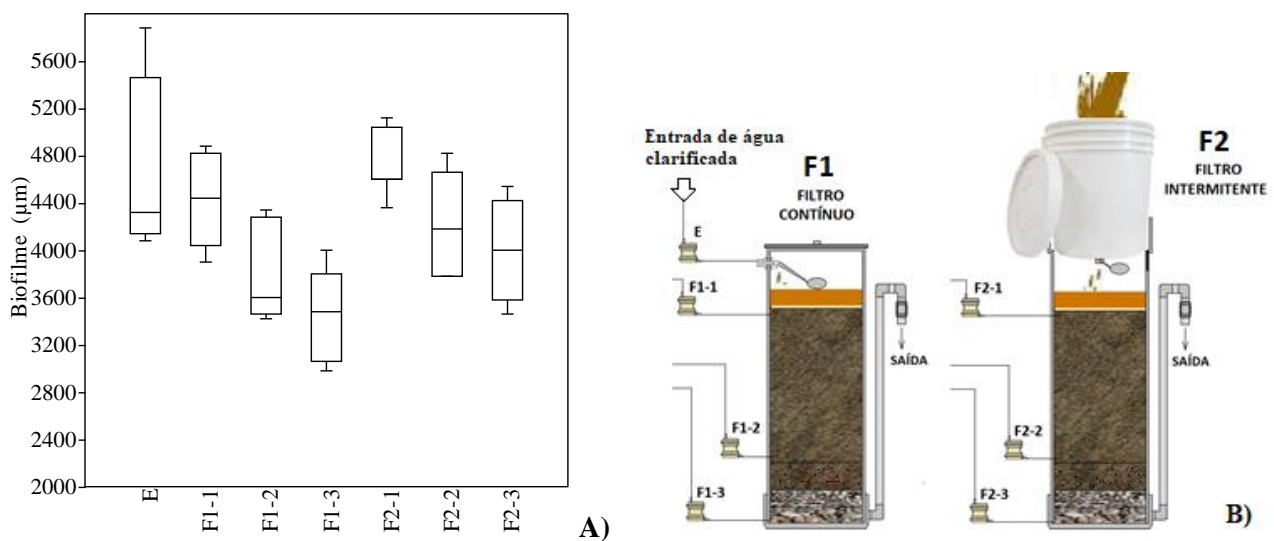 Biofilme (µm)
5600
5200
4800
4400
4000
3600
3200
2800
2400
2000
E
F1-1
F1-2
F1-3
F2-1
F2-2
F2-3
A)
Entrada de água
clarificada
F1
FILTRO
CONTÍNUO
E
F1-1
F1-2
F1-3
SAÍDA
F2
FILTRO
INTERMITENTE
F2-1
F2-2
F2-3
SAÍDA
B)